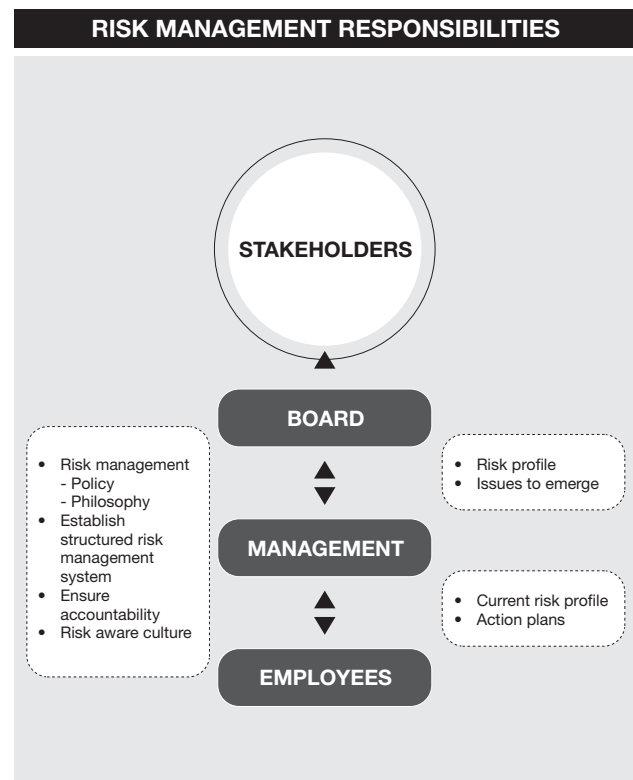 RISK MANAGEMENT RESPONSIBILITIES
STAKEHOLDERS
BOARD
• Risk management
- Policy
- Philosophy
• Establish
structured risk
management
system
• Ensure
accountability
• Risk aware culture
• Risk profile
• Issues to emerge
MANAGEMENT
• Current risk profile
• Action plans
EMPLOYEES